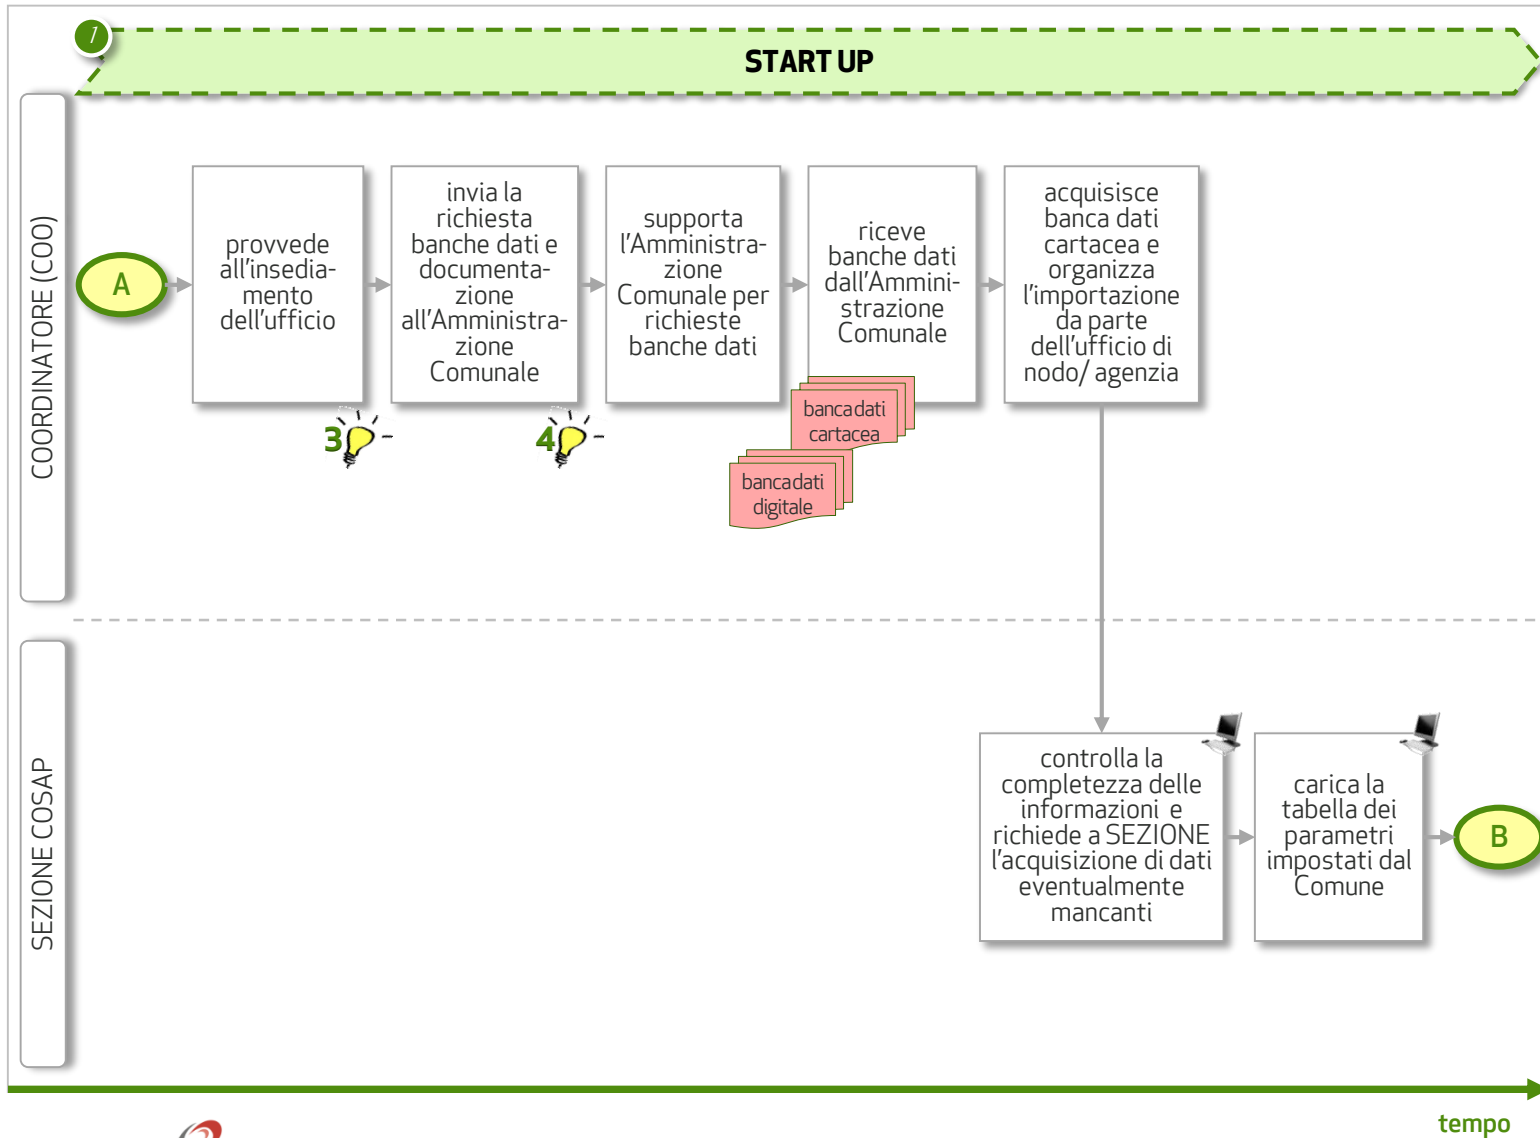 1
START UP
COORDINATORE (COO)
A
provvede
all'insedia-
mento
dell'ufficio
3
invia la
richiesta
banche dati e
documenta-
zione
all'Amministra-
zione
Comunale
4
supporta
l'Amministra-
zione
Comunale per
richieste
banche dati
riceve
banche dati
dall'Ammini-
strazione
Comunale
banca dati
cartacea
banca dati
digitale
acquisisce
banca dati
cartacea e
organizza
l'importazione
da parte
dell'ufficio di
nodo/ agenzia
SEZIONE COSAP
controlla la
completezza delle
informazioni e
richiede a SEZIONE
l'acquisizione di dati
eventualmente
mancanti
carica la
tabella dei
parametri
impostati dal
Comune
B
tempo